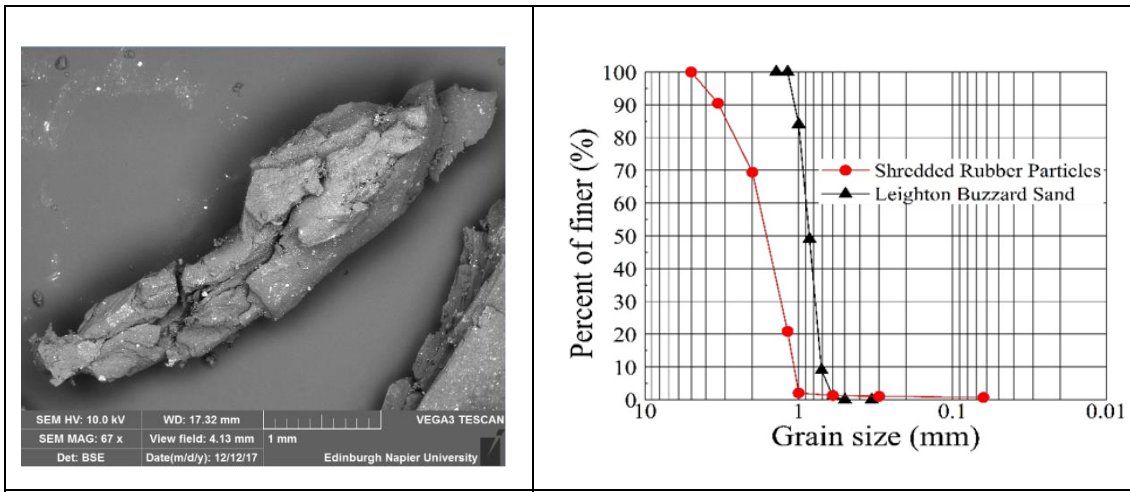 SEM HV: 10.0 kV WD: 17.32 mm VEGA3 TESCAN
SEM MAG: 67 x View field: 4.13 mm 1 mm
Det: BSE Date(m/d/y): 12/12/17 Edinburgh Napier University
100
90
80
70
60
50
40
30
20
10
0
Percent of finer (%)
Shredded Rubber Particles
Leighton Buzzard Sand
10 1 0.1 0.01
Grain size (mm)